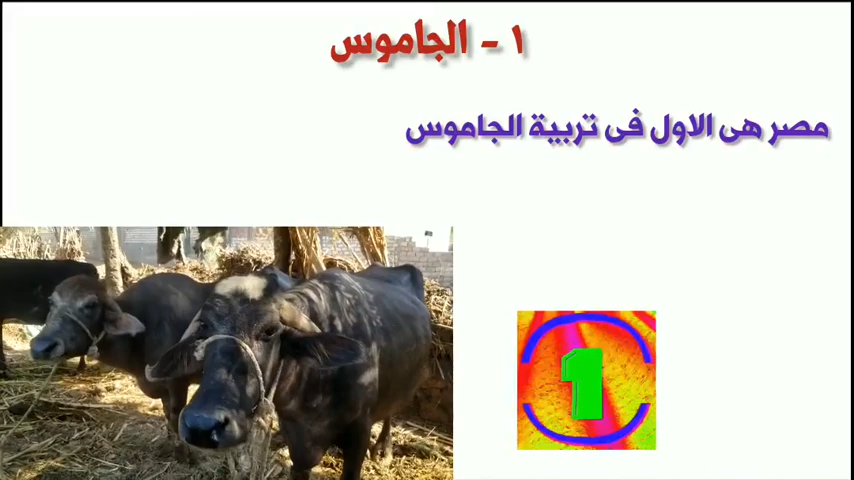 ١ - الجاموس
مصر هى الاول فى تربية الجاموس
1